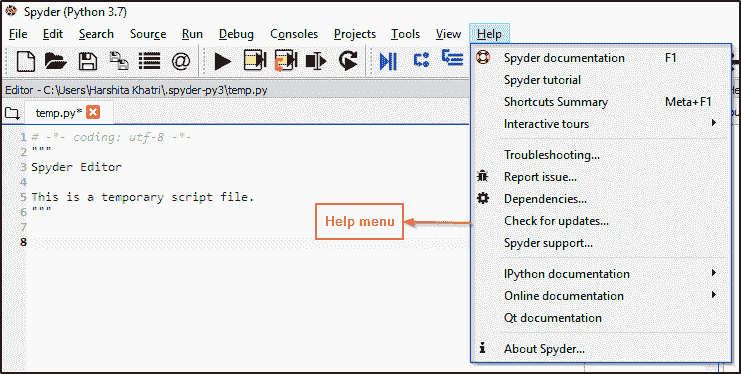 Spyder (Python 3.7)
File Edit Search Source Run Debug Consoles Projects Tools View Help
Editor - C:\Users\Harshita Khatri\.spyder-py3\temp.py
temp.py*
1 # -*- coding: utf-8 -*-
2 """
3 Spyder Editor
4
5 This is a temporary script file.
6 """
7
8
Help menu
Spyder documentation F1
Spyder tutorial
Shortcuts Summary Meta+F1
Interactive tours
Troubleshooting...
Report issue...
Dependencies...
Check for updates...
Spyder support...
IPython documentation
Online documentation
Qt documentation
About Spyder...